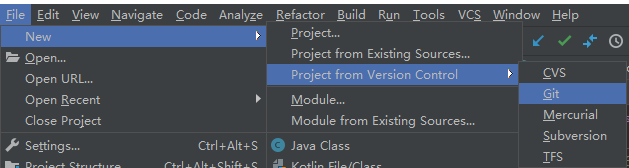 File Edit View Navigate Code Analyze Refactor Build Run Tools VCS Window Help
New
Open...
Open URL...
Open Recent
Close Project
Settings... Ctrl+Alt+S
Project Structure... Ctrl+Alt+Shift+S
Project...
Project from Existing Sources...
Project from Version Control
Module...
Module from Existing Sources...
Java Class
Kotlin File/Class
CVS
Git
Mercurial
Subversion
TFS